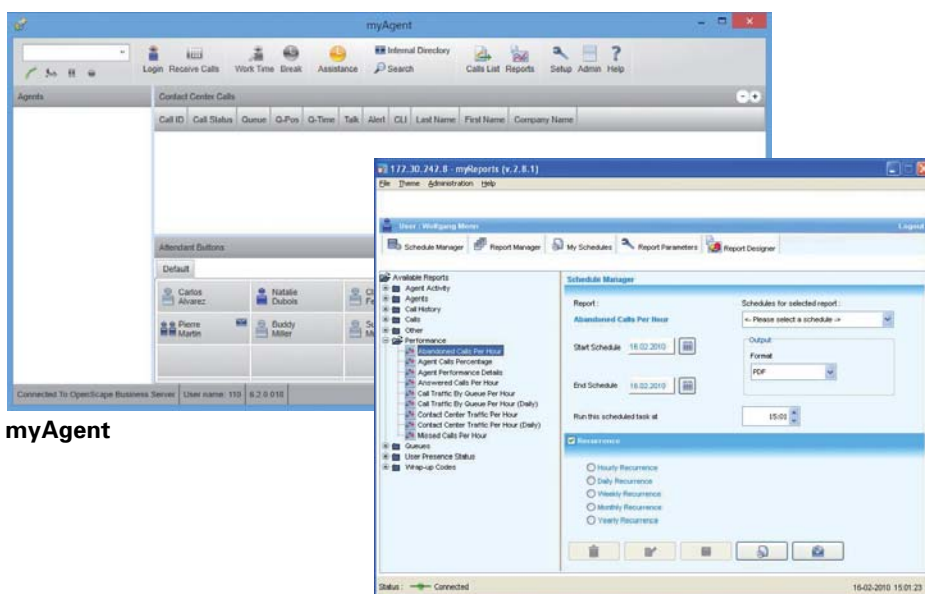 myAgent
Login Receive Calls Work Time Break Assistance Internal Directory Search Calls List Reports Setup Admin Help
Agents
Contact Center Calls
Call ID Call Status Queue Q-Pos Q-Time Talk Alert CLI Last Name First Name Company Name
Attendant Buttons
Default
Carlos Alvarez
Natalie Dubois
Pierre Martin
Buddy Miller
Connected To OpenScape Business Server User name: 110 6.2.0.018
myAgent
172.30.242.8 - myReports (v.2.8.1)
File Theme Administration Help
User : Wolfgang Menn
Logout
Schedule Manager Report Manager My Schedules Report Parameters Report Designer
Available Reports
Agent Activity
Agents
Call History
Calls
Other
Performance
Abandoned Calls Per Hour
Agent Calls Percentage
Agent Performance Details
Answered Calls Per Hour
Call Traffic By Queue Per Hour
Call Traffic By Queue Per Hour (Daily)
Contact Center Traffic Per Hour
Contact Center Traffic Per Hour (Daily)
Missed Calls Per Hour
Queues
User Presence Status
Wrap-up Codes
Schedule Manager
Report :
Schedules for selected report :
Abandoned Calls Per Hour
<- Please select a schedule ->
Output
Start Schedule 16.02.2010
Format
PDF
End Schedule 16.02.2010
Run this scheduled task at 15:01
Recurrence
Hourly Recurrence
Daily Recurrence
Weekly Recurrence
Monthly Recurrence
Yearly Recurrence
Status : Connected
16-02-2010 15:01:23